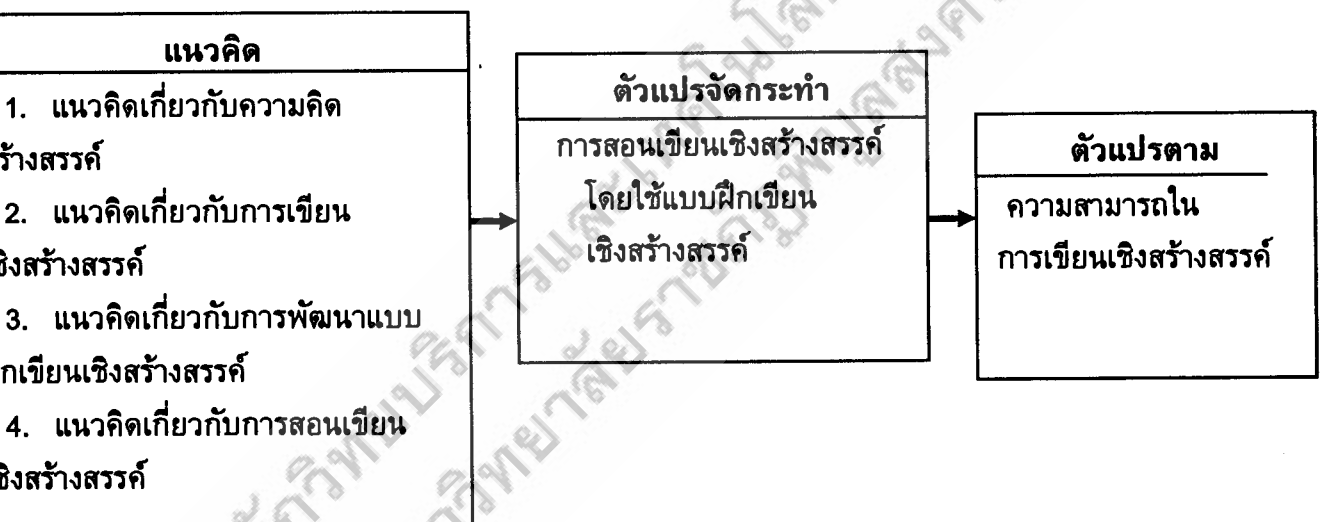 แนวคิด
1. แนวคิดเกี่ยวกับความคิด
ร้างสรรค์
2. แนวคิดเกี่ยวกับการเขียน
ชิงสร้างสรรค์
3. แนวคิดเกี่ยวกับการพัฒนาแบบ
กเขียนเชิงสร้างสรรค์
4. แนวคิดเกี่ยวกับการสอนเขียน
ชิงสร้างสรรค์
ตัวแปรจัดกระทำ
การสอนเขียนเชิงสร้างสรรค์
โดยใช้แบบฝึกเขียน
เชิงสร้างสรรค์
ตัวแปรตาม
ความสามารถใน
การเขียนเชิงสร้างสรรค์